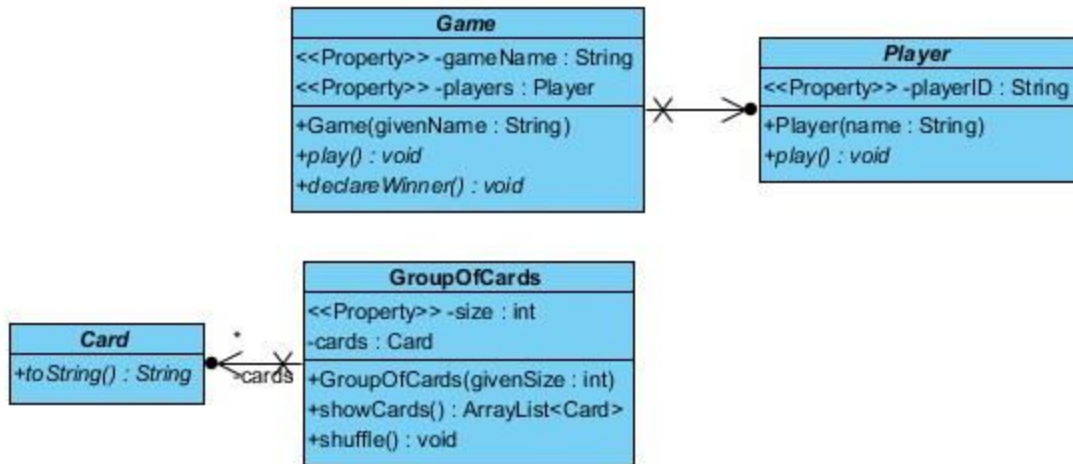 Game
<<Property>> -gameName : String
<<Property>> -players : Player
+Game(givenName : String)
+play() : void
+declareWinner() : void
Player
<<Property>> -playerID : String
+Player(name : String)
+play() : void
Card
+toString() : String
*
-cards
GroupOfCards
<<Property>> -size : int
-cards : Card
+GroupOfCards(givenSize : int)
+showCards() : ArrayList<Card>
+shuffle() : void